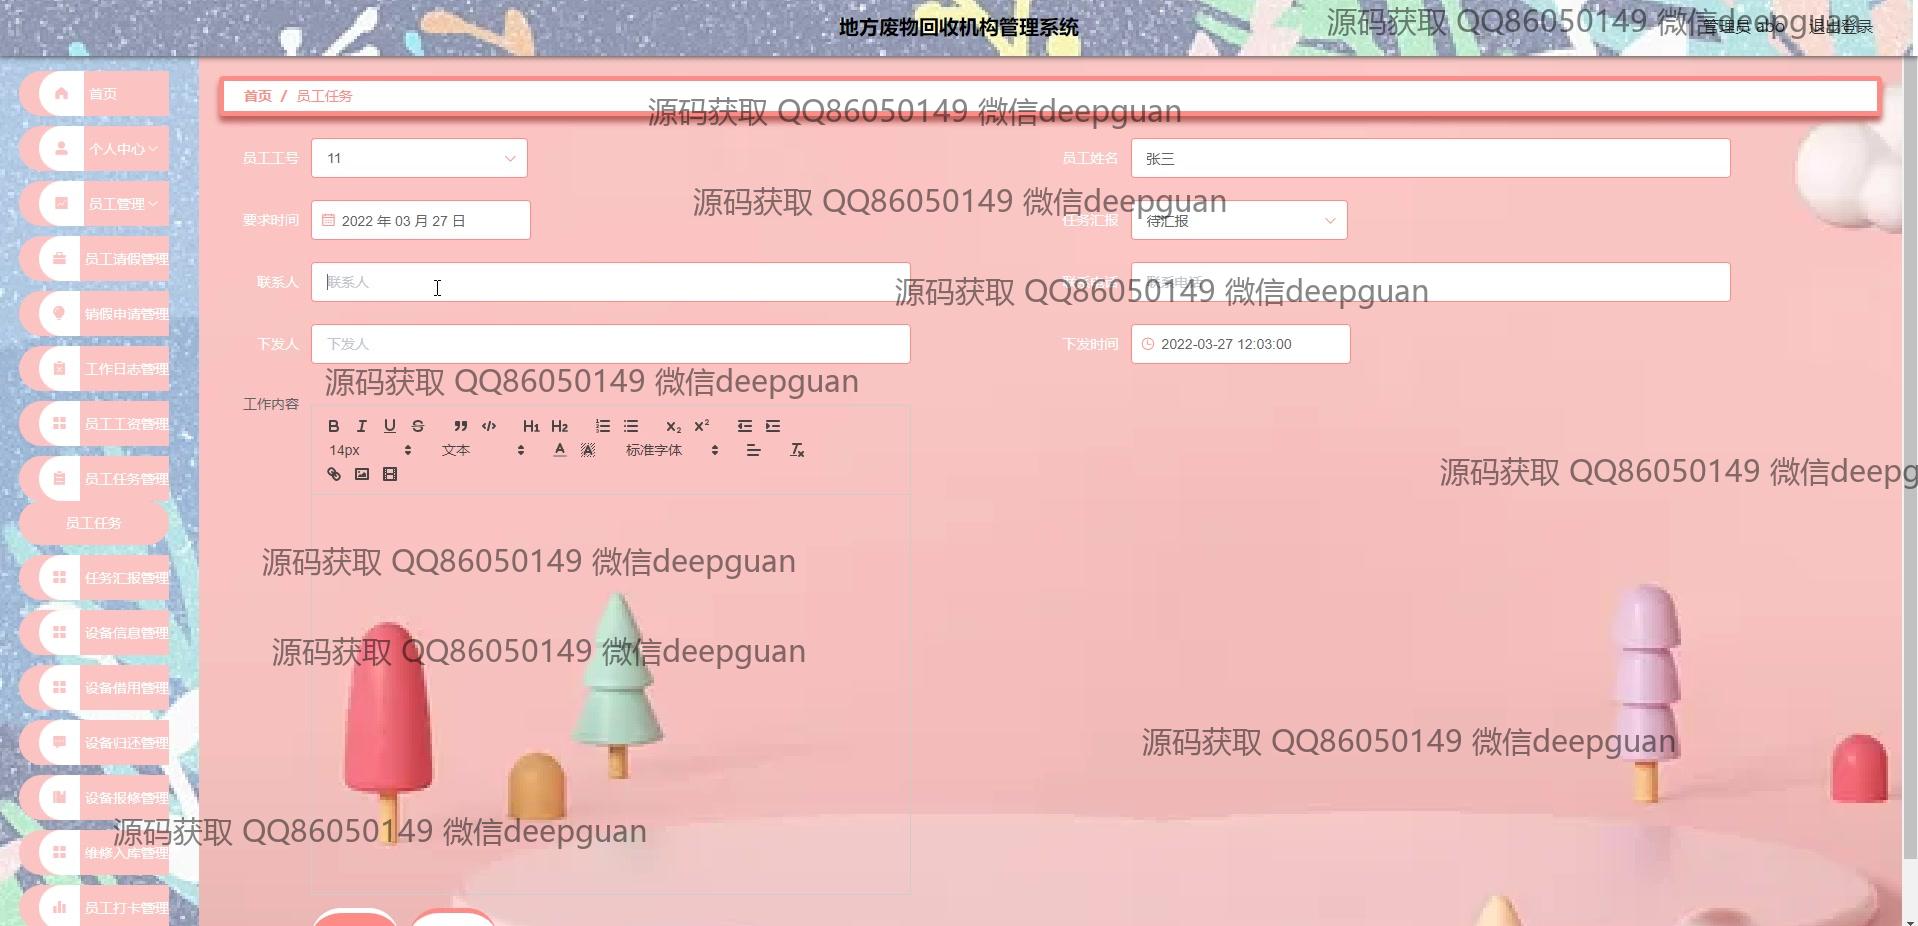 地方废物回收机构管理系统
源码获取 QQ86050149 微信deepguan
管理员 abo
退出登录
首页
个人中心
员工管理
员工请假管理
销假申请管理
工作日志管理
员工工资管理
员工任务管理
员工任务
任务汇报管理
设备信息管理
设备借用管理
设备归还管理
设备报修管理
维修入库管理
员工打卡管理
首页 / 员工任务
源码获取 QQ86050149 微信deepguan
员工工号 11
员工姓名 张三
源码获取 QQ86050149 微信deepguan
要求时间 2022 年 03 月 27 日
任务汇报 待汇报
联系人 联系人
联系电话 联系电话
源码获取 QQ86050149 微信deepguan
下发人 下发人
下发时间 2022-03-27 12:03:00
源码获取 QQ86050149 微信deepguan
工作内容
B I U S ” </> H1 H2 X2 X2
14px 文本 A A 标准字体 Tx
源码获取 QQ86050149 微信deepg
源码获取 QQ86050149 微信deepguan
源码获取 QQ86050149 微信deepguan
源码获取 QQ86050149 微信deepguan
源码获取 QQ86050149 微信deepguan